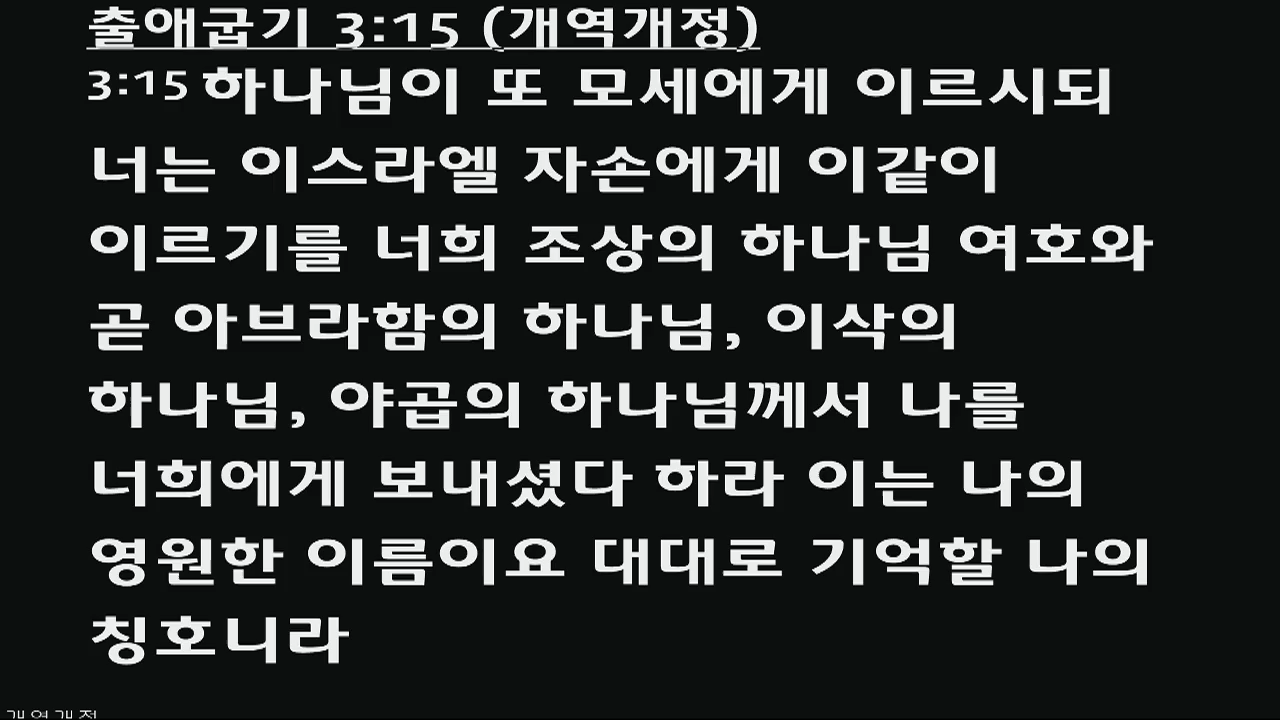 출애굽기 3:15 (개역개정)
3:15 하나님이 또 모세에게 이르시되
너는 이스라엘 자손에게 이같이
이르기를 너희 조상의 하나님 여호와
곧 아브라함의 하나님, 이삭의
하나님, 야곱의 하나님께서 나를
너희에게 보내셨다 하라 이는 나의
영원한 이름이요 대대로 기억할 나의
칭호니라
개역개정